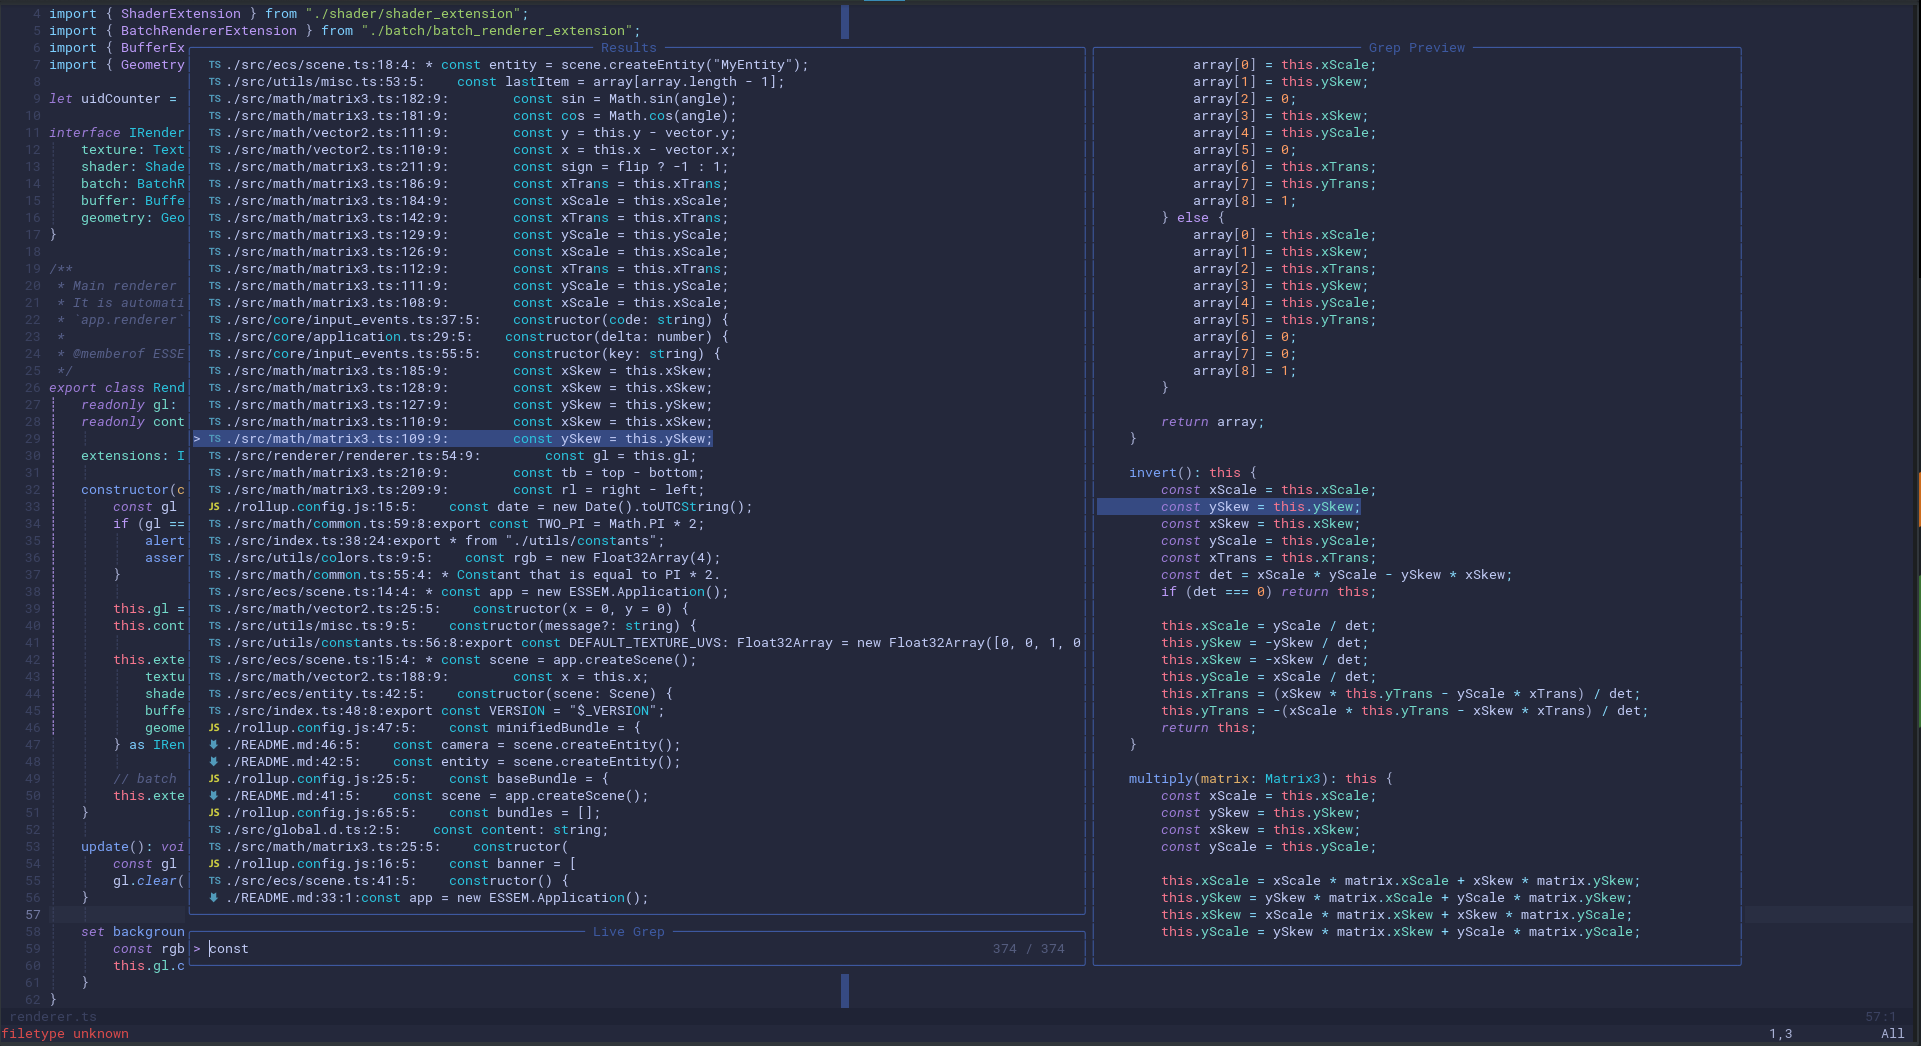 4 import { ShaderExtension } from "./shader/shader_extension";
5 import { BatchRendererExtension } from "./batch/batch_renderer_extension";
6 import { BufferEx
7 import { Geometry
8
9 let uidCounter =
10
11 interface IRender
12 texture: Text
13 shader: Shade
14 batch: BatchR
15 buffer: Buffe
16 geometry: Geo
17 }
18
19 /**
20 * Main renderer
21 * It is automati
22 * `app.renderer`
23 *
24 * @memberof ESSE
25 */
26 export class Rend
27 readonly gl:
28 readonly cont
29
30 extensions: I
31
32 constructor(c
33 const gl
34 if (gl ==
35 alert
36 asser
37 }
38
39 this.gl =
40 this.cont
41
42 this.exte
43 textu
44 shade
45 buffe
46 geome
47 } as IRen
48
49 // batch
50 this.exte
51 }
52
53 update(): voi
54 const gl
55 gl.clear(
56 }
57
58 set backgroun
59 const rgb
60 this.gl.c
61 }
62 }
Results
TS ./src/ecs/scene.ts:18:4: * const entity = scene.createEntity("MyEntity");
TS ./src/utils/misc.ts:53:5: const lastItem = array[array.length - 1];
TS ./src/math/matrix3.ts:182:9: const sin = Math.sin(angle);
TS ./src/math/matrix3.ts:181:9: const cos = Math.cos(angle);
TS ./src/math/vector2.ts:111:9: const y = this.y - vector.y;
TS ./src/math/vector2.ts:110:9: const x = this.x - vector.x;
TS ./src/math/matrix3.ts:211:9: const sign = flip ? -1 : 1;
TS ./src/math/matrix3.ts:186:9: const xTrans = this.xTrans;
TS ./src/math/matrix3.ts:184:9: const xScale = this.xScale;
TS ./src/math/matrix3.ts:142:9: const xTrans = this.xTrans;
TS ./src/math/matrix3.ts:129:9: const yScale = this.yScale;
TS ./src/math/matrix3.ts:126:9: const xScale = this.xScale;
TS ./src/math/matrix3.ts:112:9: const xTrans = this.xTrans;
TS ./src/math/matrix3.ts:111:9: const yScale = this.yScale;
TS ./src/math/matrix3.ts:108:9: const xScale = this.xScale;
TS ./src/core/input_events.ts:37:5: constructor(code: string) {
TS ./src/core/application.ts:29:5: constructor(delta: number) {
TS ./src/core/input_events.ts:55:5: constructor(key: string) {
TS ./src/math/matrix3.ts:185:9: const xSkew = this.xSkew;
TS ./src/math/matrix3.ts:128:9: const xSkew = this.xSkew;
TS ./src/math/matrix3.ts:127:9: const ySkew = this.ySkew;
TS ./src/math/matrix3.ts:110:9: const xSkew = this.xSkew;
> TS ./src/math/matrix3.ts:109:9: const ySkew = this.ySkew;
TS ./src/renderer/renderer.ts:54:9: const gl = this.gl;
TS ./src/math/matrix3.ts:210:9: const tb = top - bottom;
TS ./src/math/matrix3.ts:209:9: const rl = right - left;
JS ./rollup.config.js:15:5: const date = new Date().toUTCString();
TS ./src/math/common.ts:59:8:export const TWO_PI = Math.PI * 2;
TS ./src/index.ts:38:24:export * from "./utils/constants";
TS ./src/utils/colors.ts:9:5: const rgb = new Float32Array(4);
TS ./src/math/common.ts:55:4: * Constant that is equal to PI * 2.
TS ./src/ecs/scene.ts:14:4: * const app = new ESSEM.Application();
TS ./src/math/vector2.ts:25:5: constructor(x = 0, y = 0) {
TS ./src/utils/misc.ts:9:5: constructor(message?: string) {
TS ./src/utils/constants.ts:56:8:export const DEFAULT_TEXTURE_UVS: Float32Array = new Float32Array([0, 0, 1, 0
TS ./src/ecs/scene.ts:15:4: * const scene = app.createScene();
TS ./src/math/vector2.ts:188:9: const x = this.x;
TS ./src/ecs/entity.ts:42:5: constructor(scene: Scene) {
TS ./src/index.ts:48:8:export const VERSION = "$_VERSION";
JS ./rollup.config.js:47:5: const minifiedBundle = {
./README.md:46:5: const camera = scene.createEntity();
./README.md:42:5: const entity = scene.createEntity();
JS ./rollup.config.js:25:5: const baseBundle = {
./README.md:41:5: const scene = app.createScene();
JS ./rollup.config.js:65:5: const bundles = [];
TS ./src/global.d.ts:2:5: const content: string;
TS ./src/math/matrix3.ts:25:5: constructor(
JS ./rollup.config.js:16:5: const banner = [
TS ./src/ecs/scene.ts:41:5: constructor() {
./README.md:33:1:const app = new ESSEM.Application();
Live Grep
> const 374 / 374
Grep Preview
array[0] = this.xScale;
array[1] = this.ySkew;
array[2] = 0;
array[3] = this.xSkew;
array[4] = this.yScale;
array[5] = 0;
array[6] = this.xTrans;
array[7] = this.yTrans;
array[8] = 1;
} else {
array[0] = this.xScale;
array[1] = this.xSkew;
array[2] = this.xTrans;
array[3] = this.ySkew;
array[4] = this.yScale;
array[5] = this.yTrans;
array[6] = 0;
array[7] = 0;
array[8] = 1;
}
return array;
}
invert(): this {
const xScale = this.xScale;
const ySkew = this.ySkew;
const xSkew = this.xSkew;
const yScale = this.yScale;
const xTrans = this.xTrans;
const det = xScale * yScale - ySkew * xSkew;
if (det === 0) return this;
this.xScale = yScale / det;
this.ySkew = -ySkew / det;
this.xSkew = -xSkew / det;
this.yScale = xScale / det;
this.xTrans = (xSkew * this.yTrans - yScale * xTrans) / det;
this.yTrans = -(xScale * this.yTrans - xSkew * xTrans) / det;
return this;
}
multiply(matrix: Matrix3): this {
const xScale = this.xScale;
const ySkew = this.ySkew;
const xSkew = this.xSkew;
const yScale = this.yScale;
this.xScale = xScale * matrix.xScale + xSkew * matrix.ySkew;
this.ySkew = ySkew * matrix.xScale + yScale * matrix.ySkew;
this.xSkew = xScale * matrix.xSkew + xSkew * matrix.yScale;
this.yScale = ySkew * matrix.xSkew + yScale * matrix.yScale;
renderer.ts 57:1
filetype unknown 1,3 All